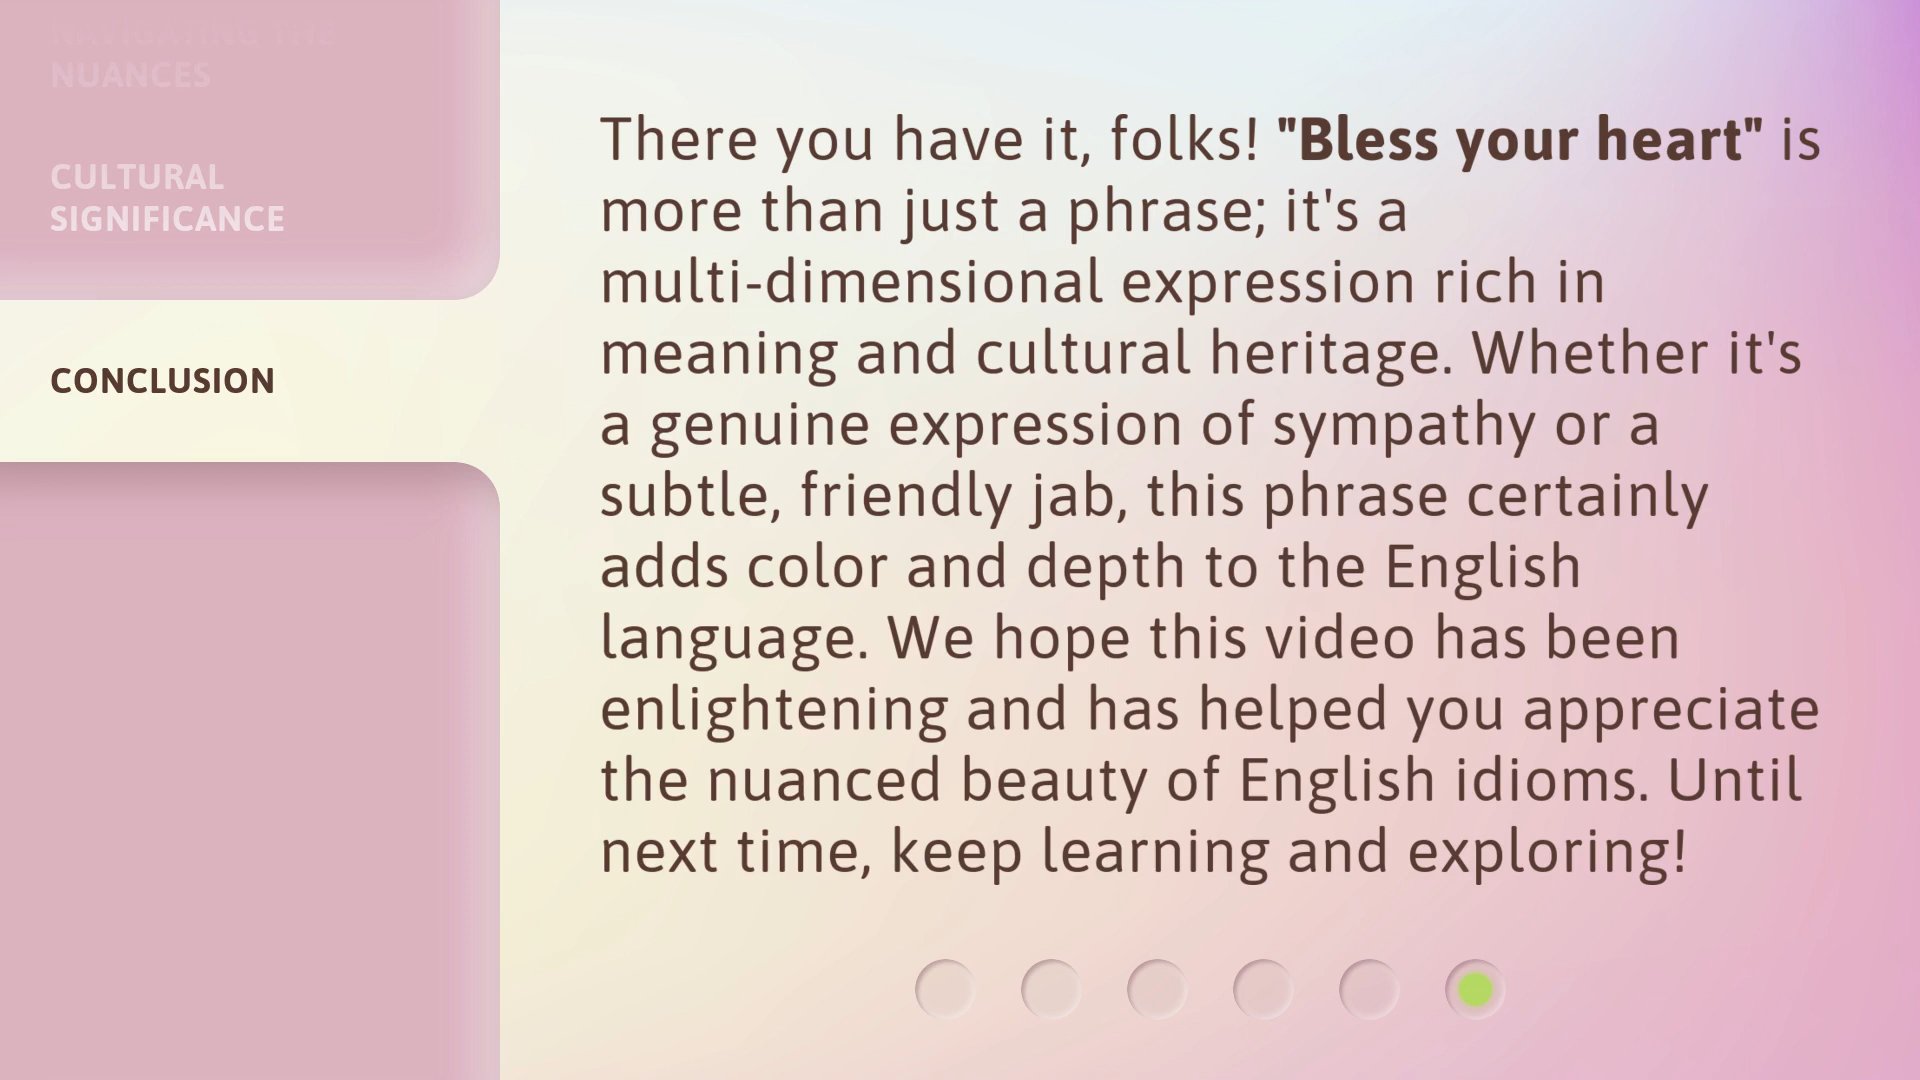 NAVIGATING THE
NUANCES
CULTURAL
SIGNIFICANCE
CONCLUSION
There you have it, folks! "Bless your heart" is
more than just a phrase; it's a
multi-dimensional expression rich in
meaning and cultural heritage. Whether it's
a genuine expression of sympathy or a
subtle, friendly jab, this phrase certainly
adds color and depth to the English
language. We hope this video has been
enlightening and has helped you appreciate
the nuanced beauty of English idioms. Until
next time, keep learning and exploring!